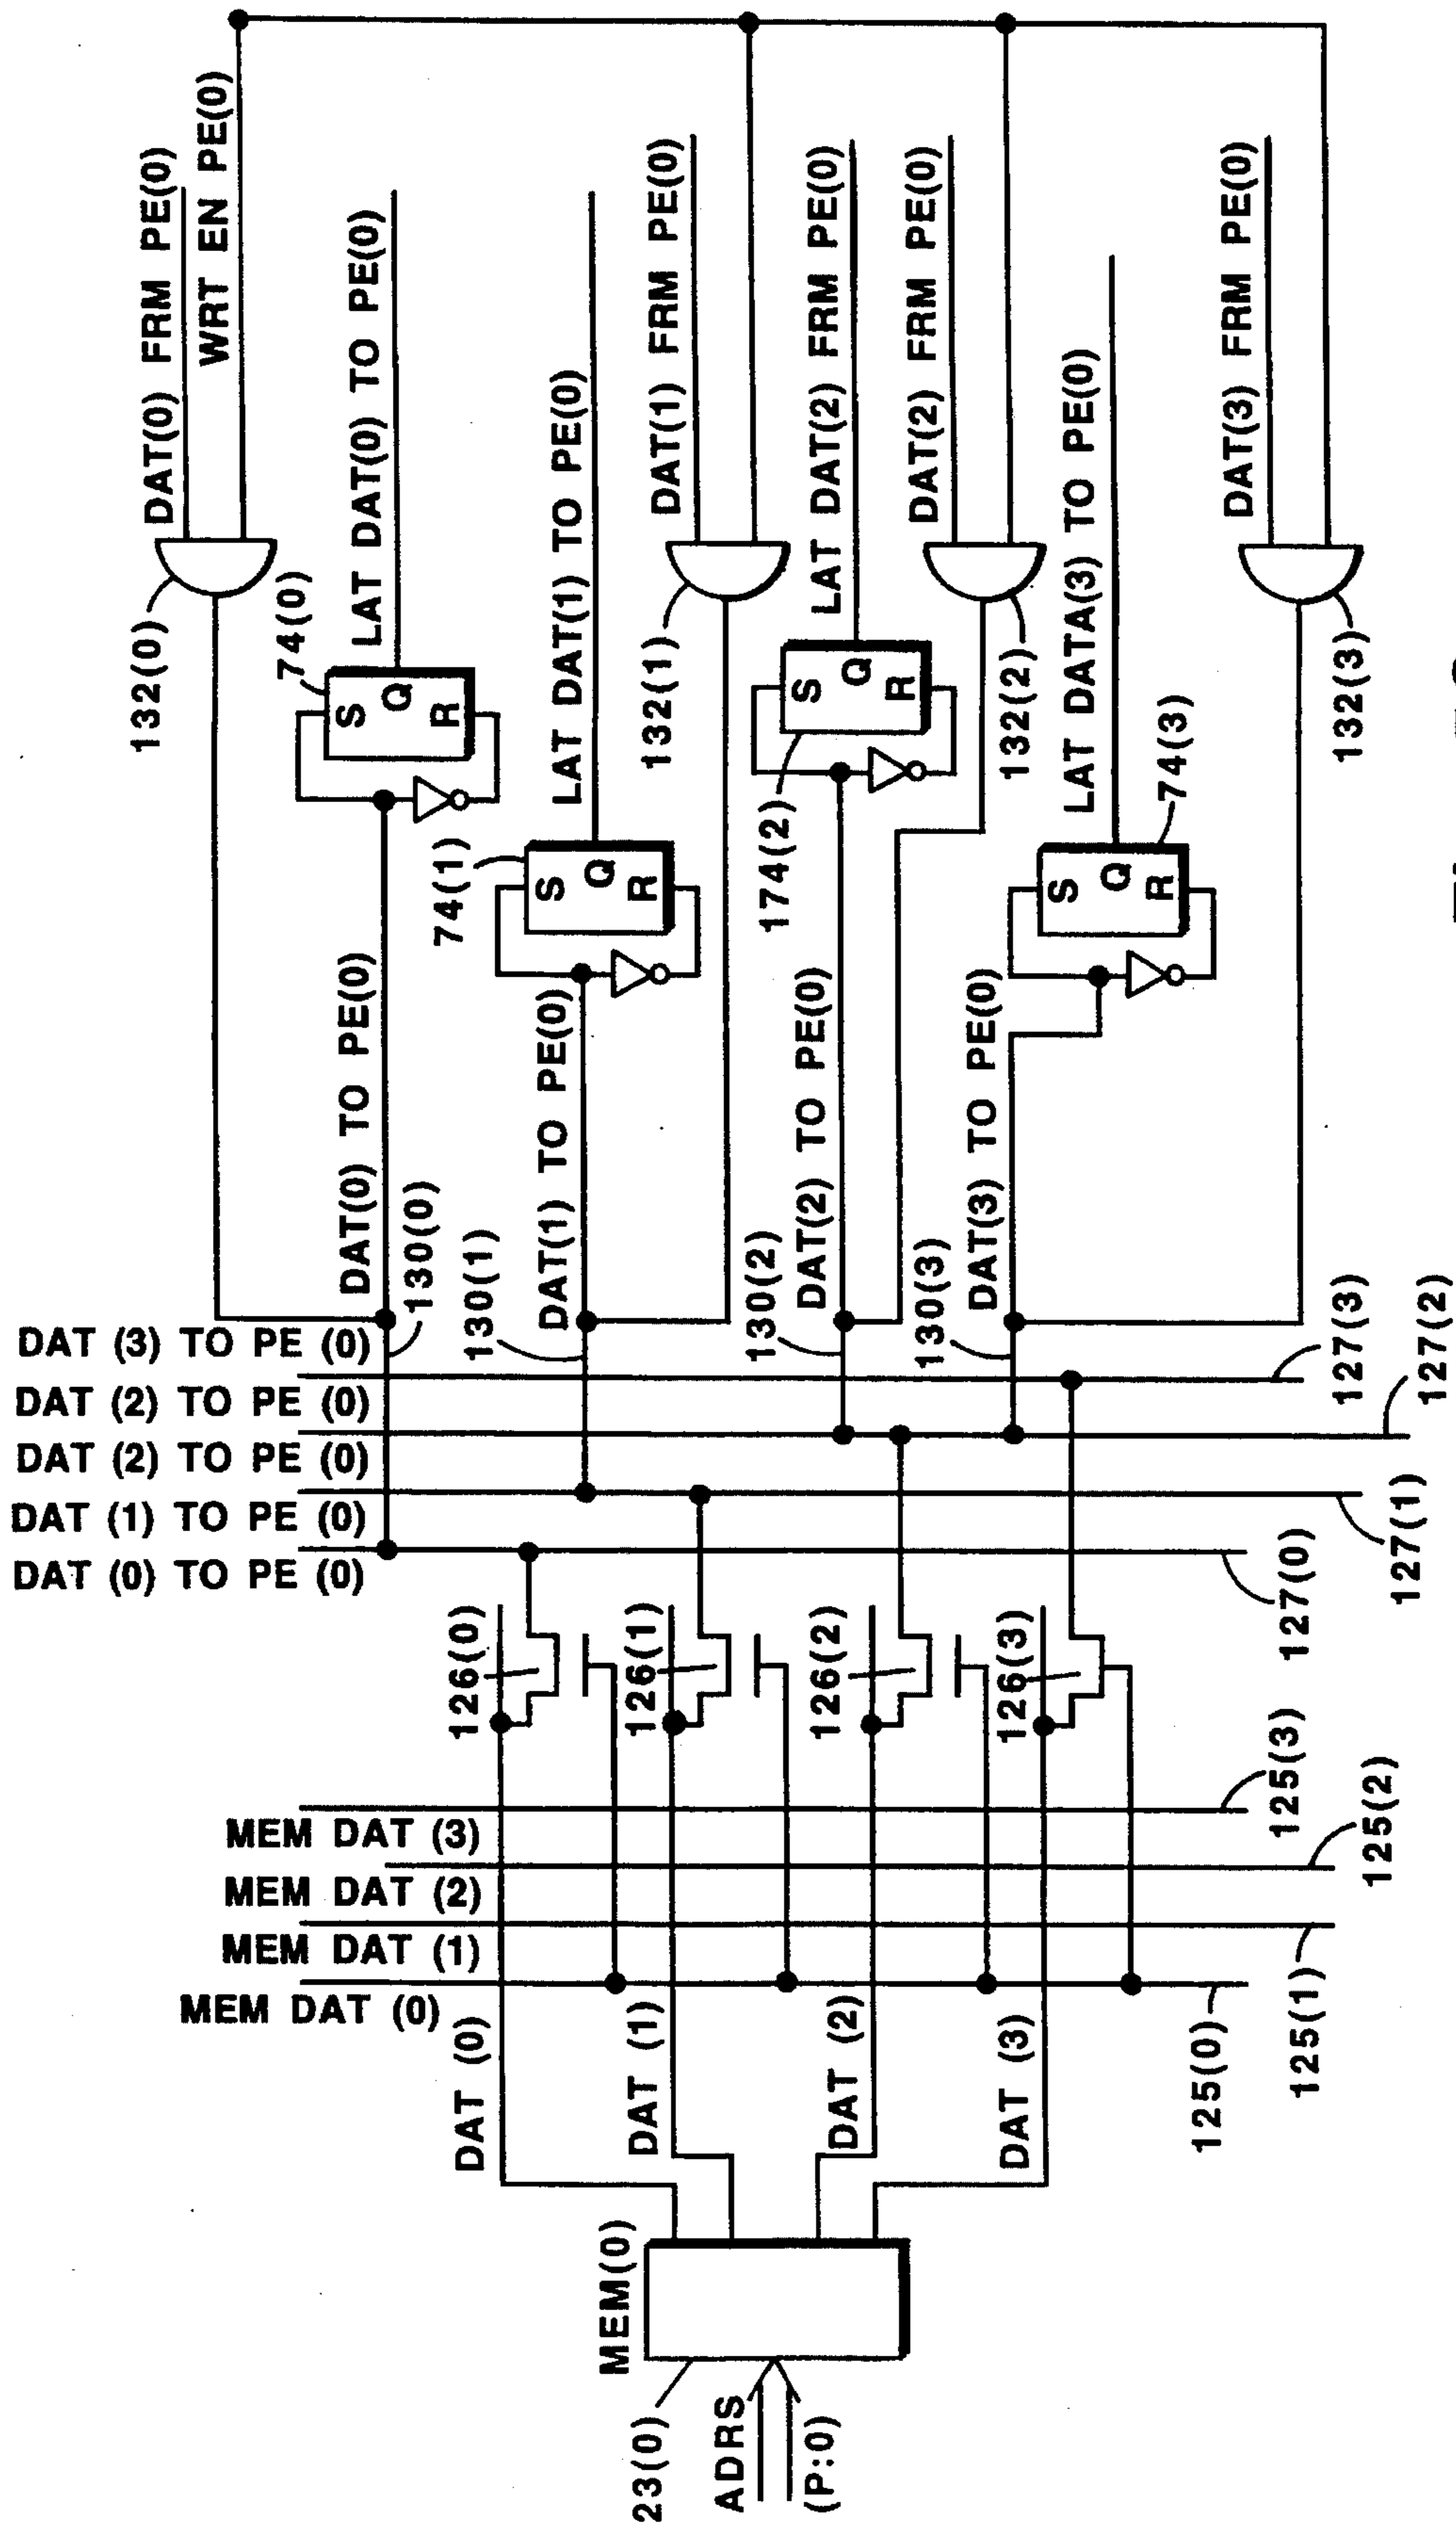 DAT(0) FRM PE(0)
WRT EN PE(0)
132(0)
LAT DAT(0) TO PE(0)
74(0)
S
Q
R
LAT DAT(1) TO PE(0)
74(1)
S
Q
R
DAT(1) FRM PE(0)
132(1)
LAT DAT(2) FRM PE(0)
174(2)
S
Q
R
DAT(2) FRM PE(0)
132(2)
LAT DATA(3) TO PE(0)
74(3)
S
Q
R
DAT(3) FRM PE(0)
132(3)
DAT(0) TO PE(0)
130(0)
DAT(1) TO PE(0)
130(1)
DAT(2) TO PE(0)
130(2)
DAT(3) TO PE(0)
130(3)
DAT (3) TO PE (0)
DAT (2) TO PE (0)
DAT (2) TO PE (0)
DAT (1) TO PE (0)
DAT (0) TO PE (0)
127(3)
127(2)
127(1)
127(0)
126(0)
126(1)
126(2)
126(3)
MEM DAT (3)
MEM DAT (2)
MEM DAT (1)
MEM DAT (0)
125(3)
125(2)
125(1)
125(0)
DAT (0)
DAT (1)
DAT (2)
DAT (3)
MEM(0)
23(0)
ADRS
(P:0)